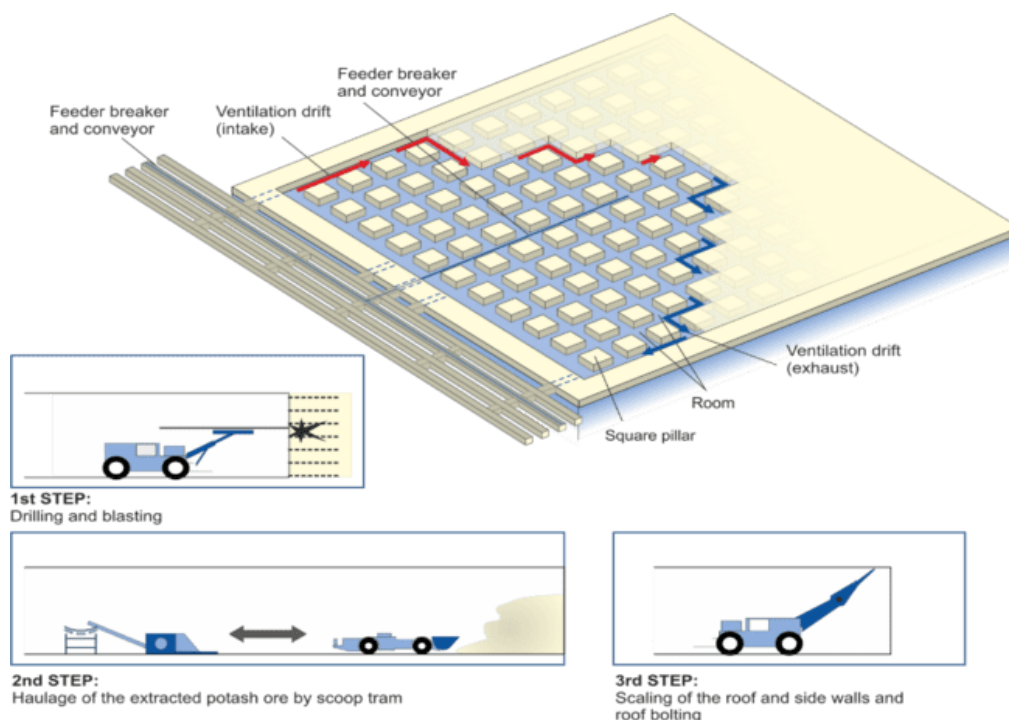 Feeder breaker
and conveyor
Ventilation drift
(intake)
Feeder breaker
and conveyor
Ventilation drift
(exhaust)
Room
Square pillar
1st STEP:
Drilling and blasting
2nd STEP:
Haulage of the extracted potash ore by scoop tram
3rd STEP:
Scaling of the roof and side walls and
roof bolting